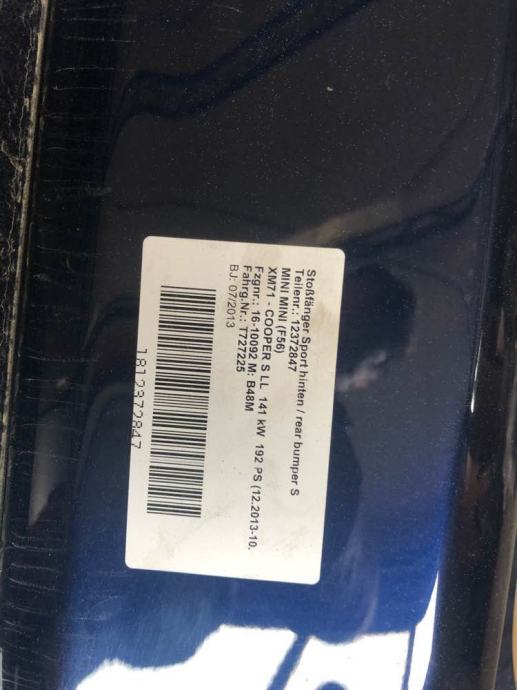 Stoßfänger Sport hinten / rear bumper S
Teilenr.: 12372847
MINI MINI (F56)
XM71 - COOPER S LL 141 kW 192 PS (12.2013-10.
Fzgnr.: 16-10092 M: B48M
Fahrg.Nr.: T727225
BJ: 07/2013
1812372847